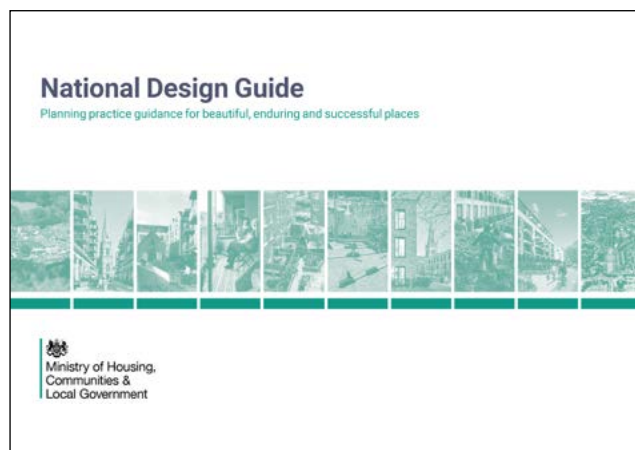 National Design Guide
Planning practice guidance for beautiful, enduring and successful places
Ministry of Housing,
Communities &
Local Government